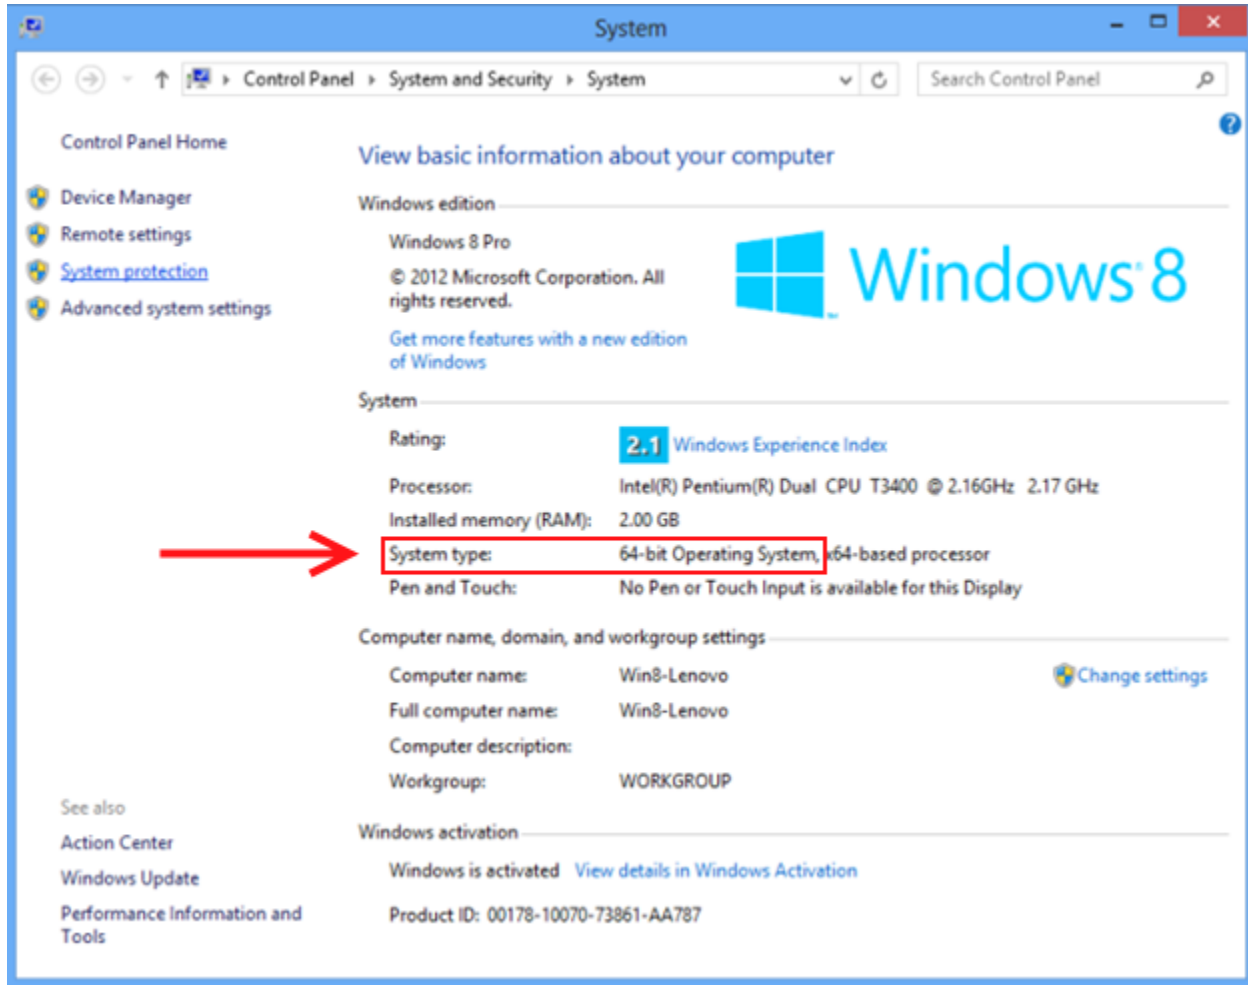 System
Control Panel
System and Security
System
Search Control Panel
Control Panel Home
Device Manager
Remote settings
System protection
Advanced system settings
View basic information about your computer
Windows edition
Windows 8 Pro
© 2012 Microsoft Corporation. All
rights reserved.
Get more features with a new edition
of Windows
Windows 8
System
Rating: 2.1 Windows Experience Index
Processor: Intel(R) Pentium(R) Dual CPU T3400 @ 2.16GHz 2.17 GHz
Installed memory (RAM): 2.00 GB
System type: 64-bit Operating System, x64-based processor
Pen and Touch: No Pen or Touch Input is available for this Display
Computer name, domain, and workgroup settings
Computer name: Win8-Lenovo
Change settings
Full computer name: Win8-Lenovo
Computer description:
Workgroup: WORKGROUP
Windows activation
Windows is activated View details in Windows Activation
Product ID: 00178-10070-73861-AA787
See also
Action Center
Windows Update
Performance Information and
Tools